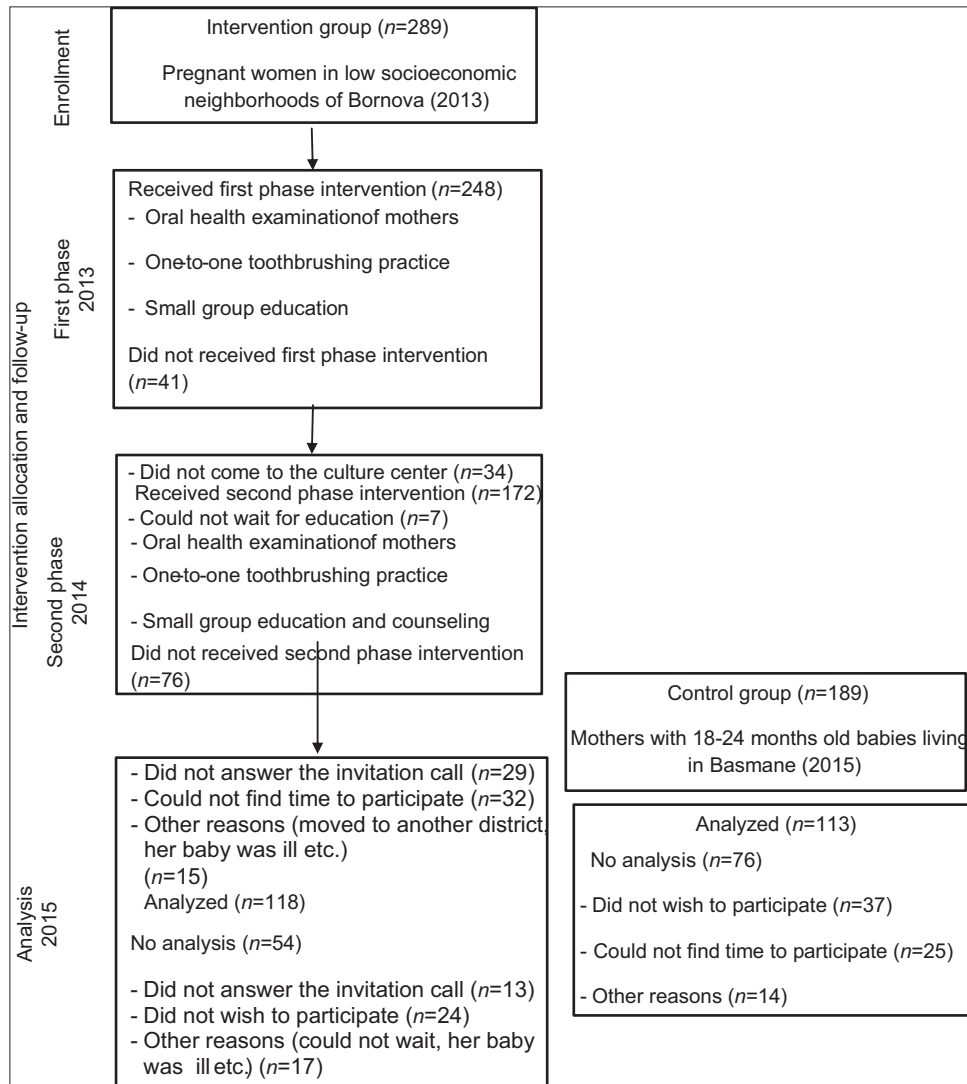 Enrollment
Intervention group (n=289)
Pregnant women in low socioeconomic
neighborhoods of Bornova (2013)
Intervention allocation and follow-up
First phase
2013
Received first phase intervention (n=248)
- Oral health examinationof mothers
- One-to-one toothbrushing practice
- Small group education
Did not received first phase intervention
(n=41)
Second phase
2014
- Did not come to the culture center (n=34)
Received second phase intervention (n=172)
- Could not wait for education (n=7)
- Oral health examinationof mothers
- One-to-one toothbrushing practice
- Small group education and counseling
Did not received second phase intervention
(n=76)
Control group (n=189)
Mothers with 18-24 months old babies living
in Basmane (2015)
Analysis
2015
- Did not answer the invitation call (n=29)
- Could not find time to participate (n=32)
- Other reasons (moved to another district,
her baby was ill etc.)
(n=15)
Analyzed (n=118)
No analysis (n=54)
- Did not answer the invitation call (n=13)
- Did not wish to participate (n=24)
- Other reasons (could not wait, her baby
was ill etc.) (n=17)
Analyzed (n=113)
No analysis (n=76)
- Did not wish to participate (n=37)
- Could not find time to participate (n=25)
- Other reasons (n=14)